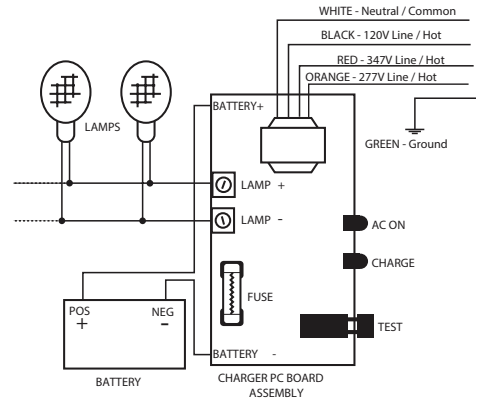 WHITE - Neutral / Common
BLACK - 120V Line / Hot
RED - 347V Line / Hot
ORANGE - 277V Line / Hot
GREEN - Ground
LAMPS
BATTERY+
LAMP +
LAMP -
AC ON
CHARGE
FUSE
TEST
POS
+
NEG
-
BATTERY -
BATTERY
CHARGER PC BOARD
ASSEMBLY